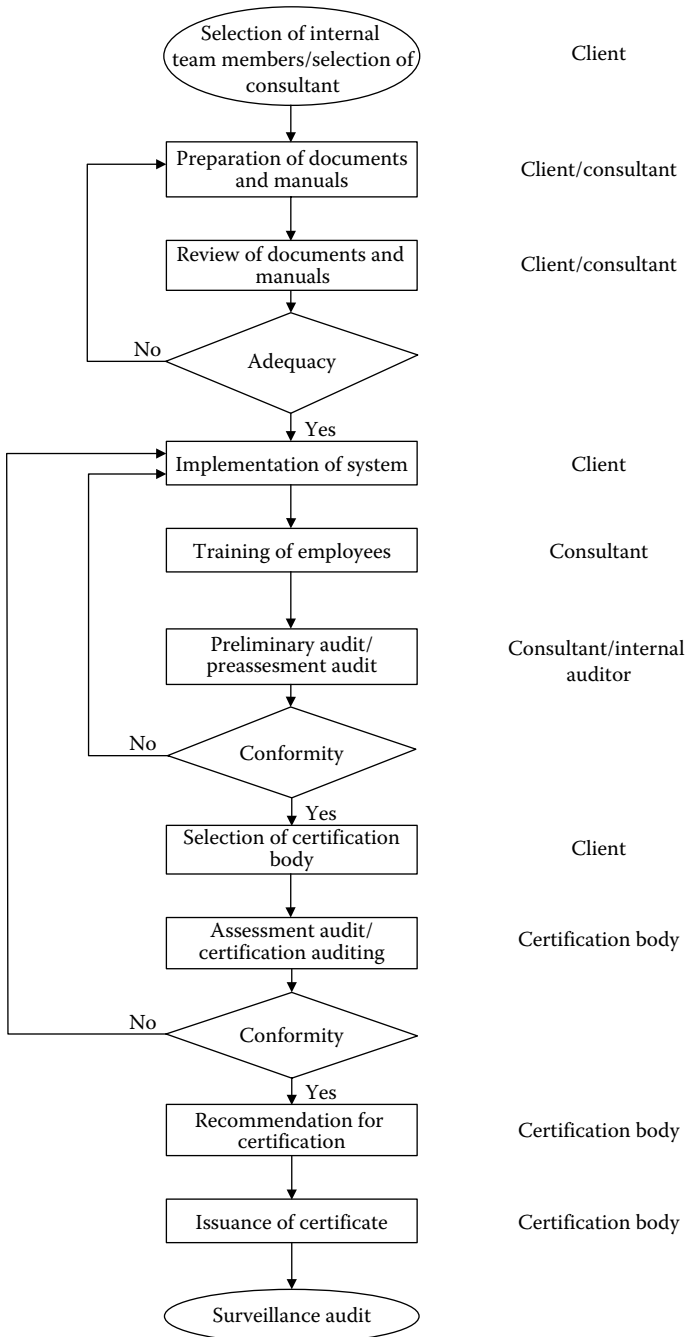 Selection of internal
team members/selection of
consultant
Client
Preparation of documents
and manuals
Client/consultant
Review of documents and
manuals
Client/consultant
No
Adequacy
Yes
Implementation of system
Client
Training of employees
Consultant
Preliminary audit/
preassesment audit
Consultant/internal
auditor
No
Conformity
Yes
Selection of certification
body
Client
Assessment audit/
certification auditing
Certification body
No
Conformity
Yes
Recommendation for
certification
Certification body
Issuance of certificate
Certification body
Surveillance audit